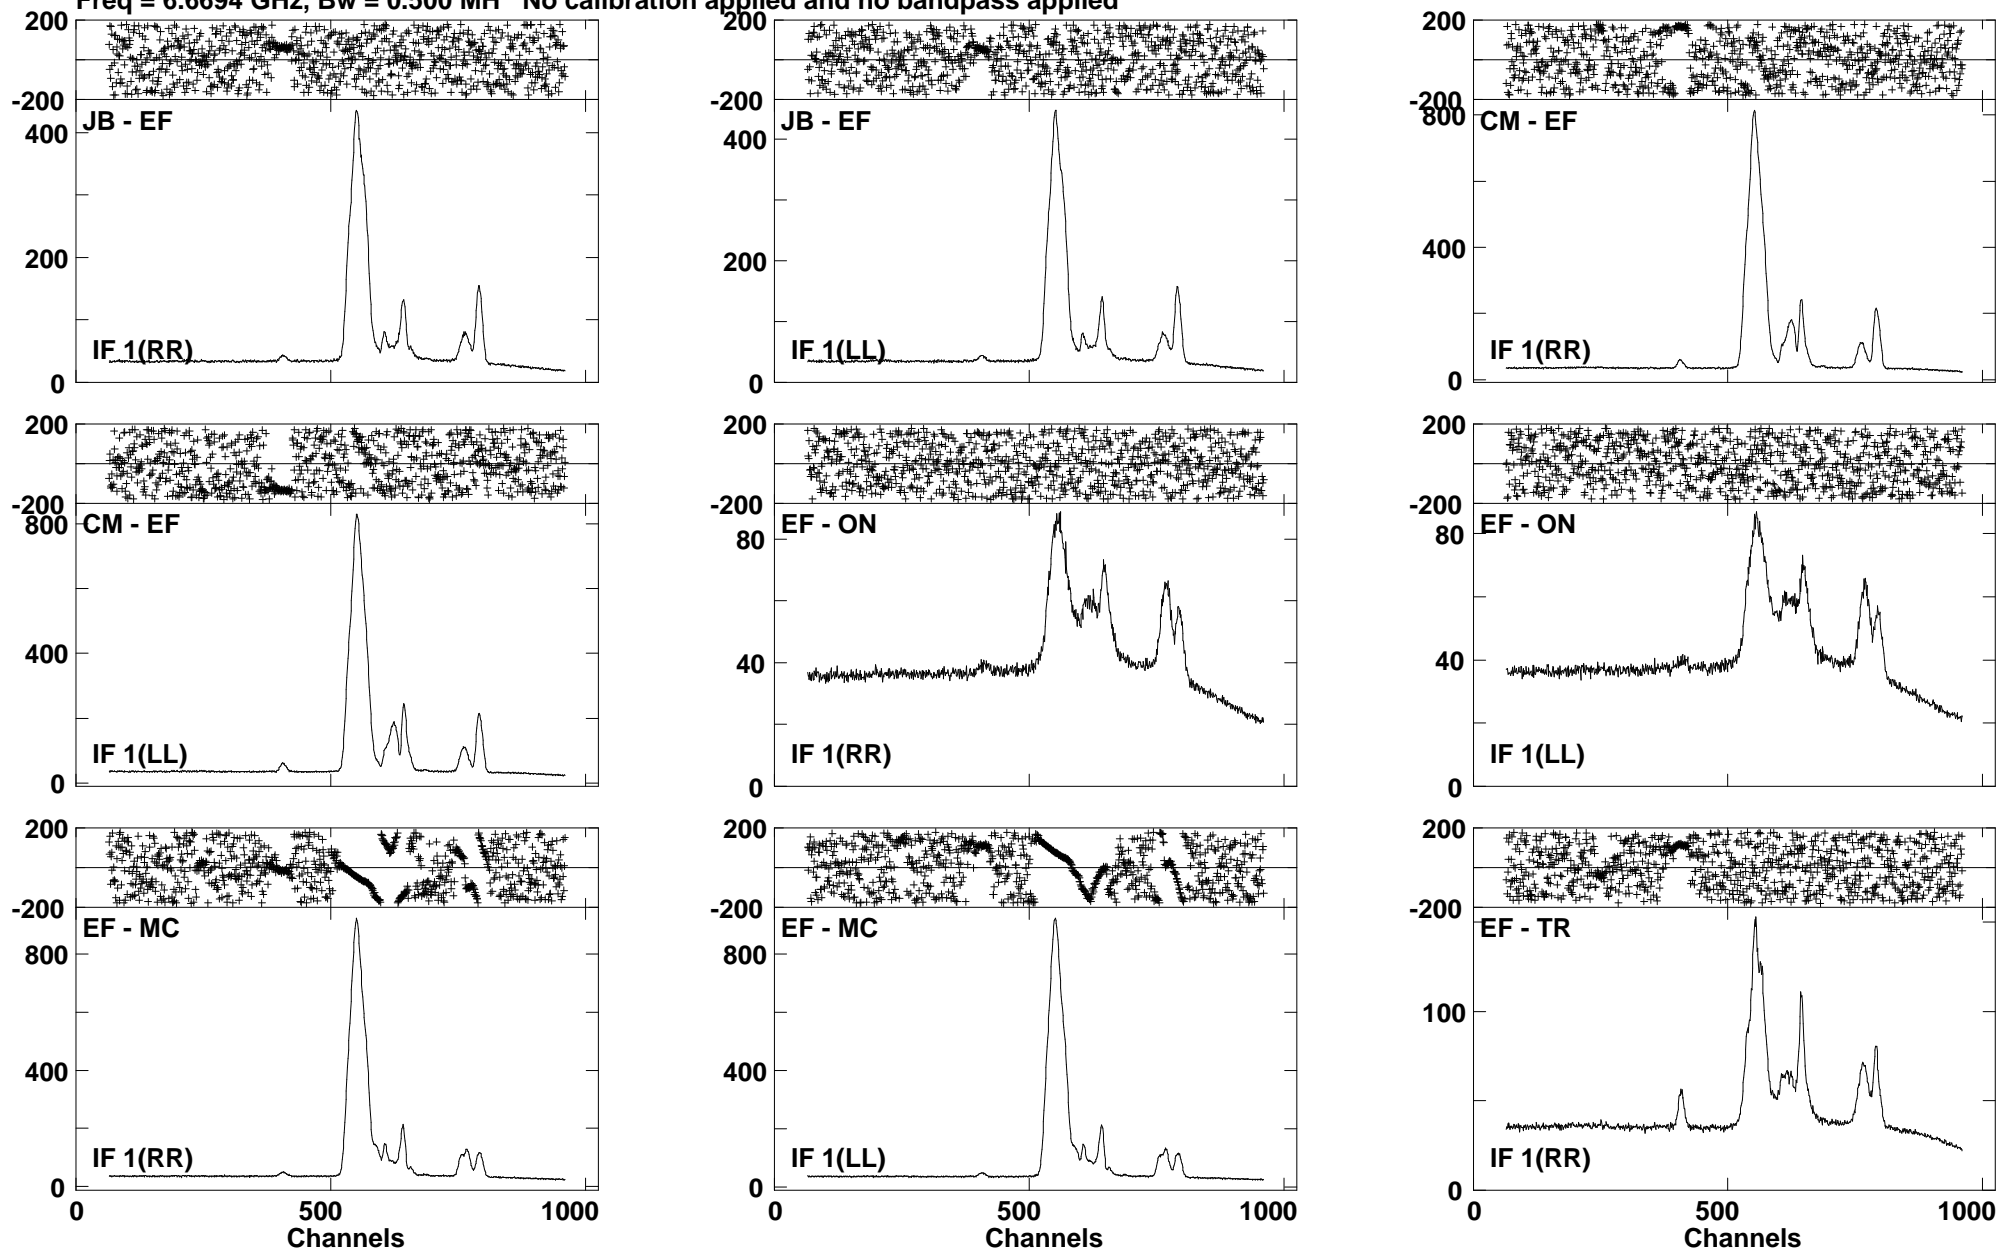 Freq = 6.6694 GHz, Bw = 0.500 MH No calibration applied and no bandpass applied
200
-200
JB - EF
400
200
0
IF 1(RR)
200
-200
JB - EF
400
200
0
IF 1(LL)
200
-200
CM - EF
800
400
0
IF 1(RR)
200
-200
CM - EF
800
400
0
IF 1(LL)
200
-200
EF - ON
80
40
0
IF 1(RR)
200
-200
EF - ON
80
40
0
IF 1(LL)
200
-200
EF - MC
800
400
0
IF 1(RR)
0 500 1000
Channels
200
-200
EF - MC
800
400
0
IF 1(LL)
0 500 1000
Channels
200
-200
EF - TR
100
0
IF 1(RR)
0 500 1000
Channels